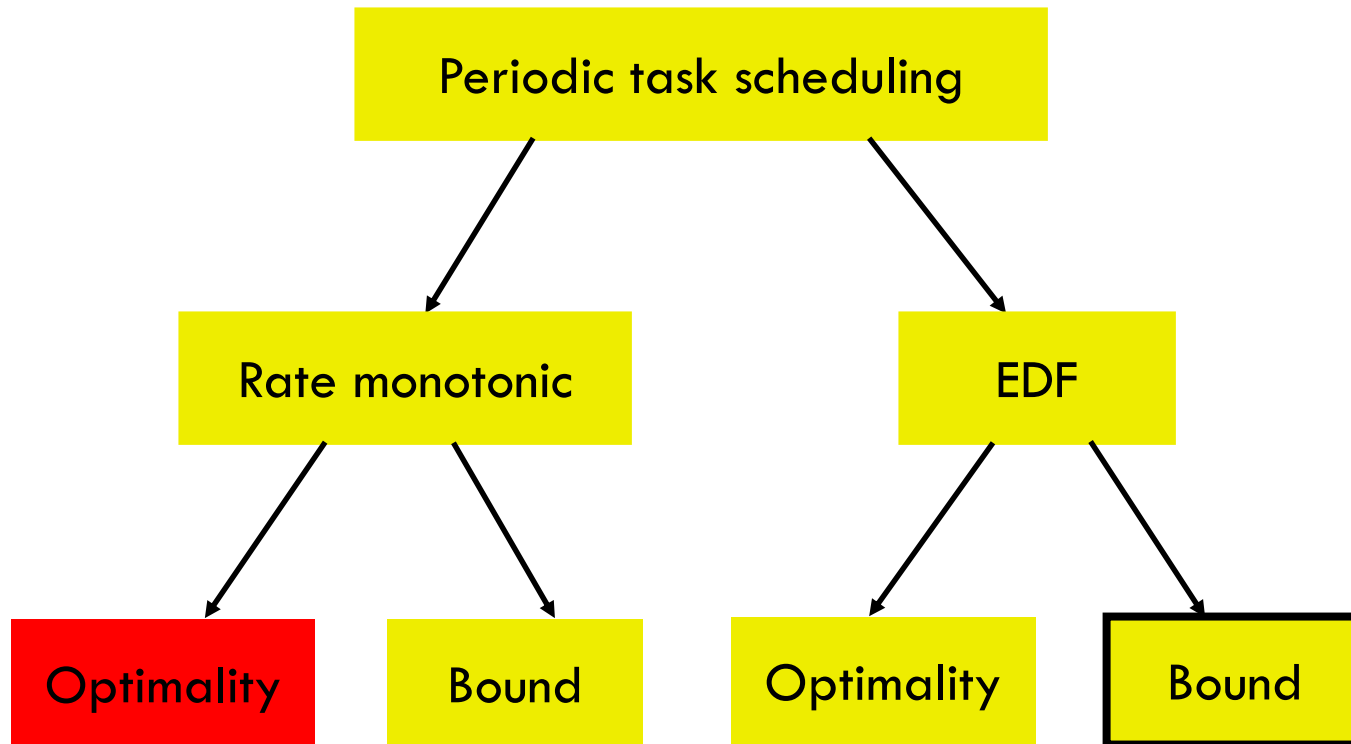 Periodic task scheduling
Rate monotonic
EDF
Optimality
Bound
Optimality
Bound